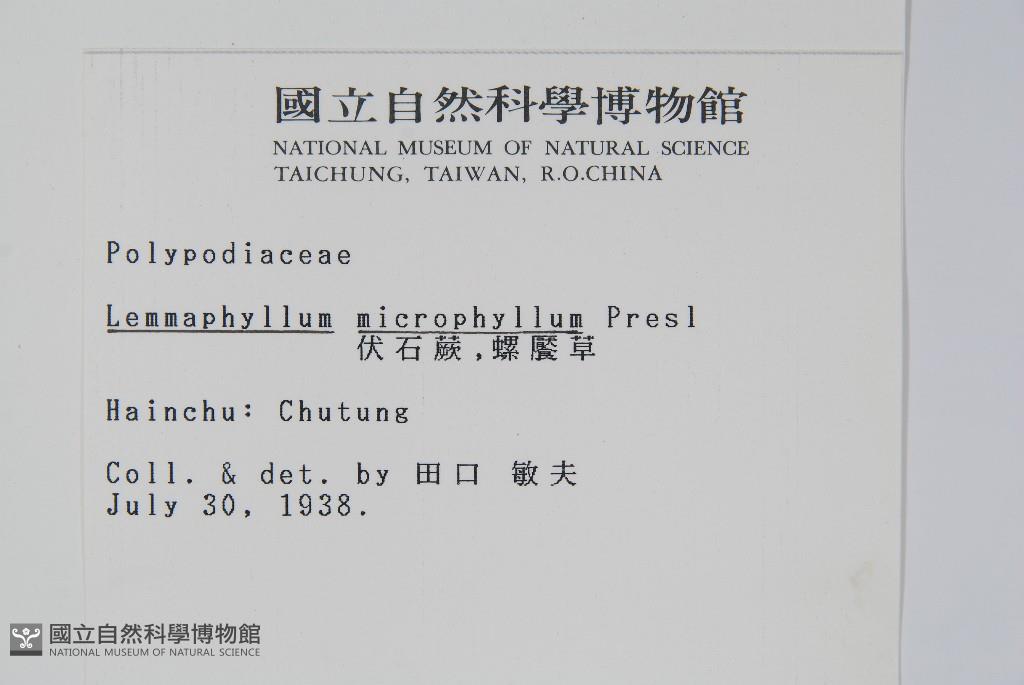 國立自然科學博物館
NATIONAL MUSEUM OF NATURAL SCIENCE
TAICHUNG, TAIWAN, R.O.CHINA
Polypodiaceae
Lemmaphyllum microphyllum Presl
伏石蕨,螺饜草
Hainchu: Chutung
Coll. & det. by 田口 敏夫
July 30, 1938.
國立自然科學博物館
NATIONAL MUSEUM OF NATURAL SCIENCE